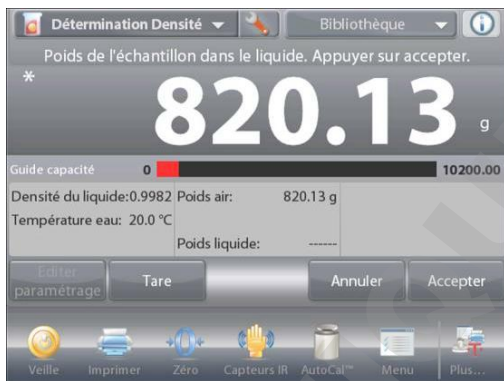 Détermination Densité
Bibliothèque
Poids de l'échantillon dans le liquide. Appuyer sur accepter.
*
820.13 g
Guide capacité 0 10200.00
Densité du liquide:0.9982 Poids air: 820.13 g
Température eau: 20.0 °C
Poids liquide: ------
Editer
paramétrage
Tare
Annuler
Accepter
Veille Imprimer Zéro Capteurs IR AutoCal™ Menu Plus...